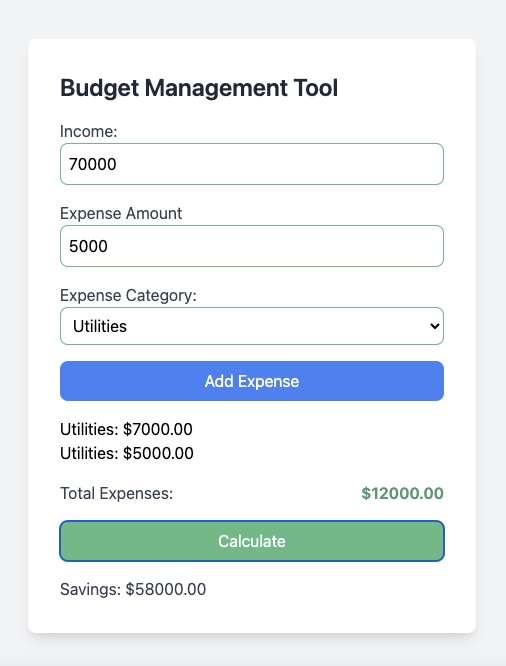 Budget Management Tool
Income:
70000
Expense Amount
5000
Expense Category:
Utilities
Add Expense
Utilities: $7000.00
Utilities: $5000.00
Total Expenses: $12000.00
Calculate
Savings: $58000.00